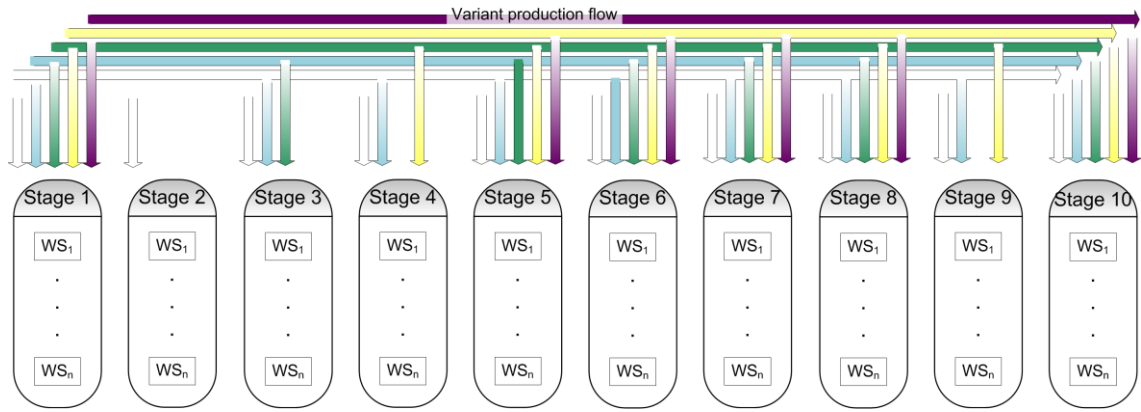 Variant production flow
Stage 1 Stage 2 Stage 3 Stage 4 Stage 5 Stage 6 Stage 7 Stage 8 Stage 9 Stage 10
WS1 WS1 WS1 WS1 WS1 WS1 WS1 WS1 WS1 WS1
WSn WSn WSn WSn WSn WSn WSn WSn WSn WSn